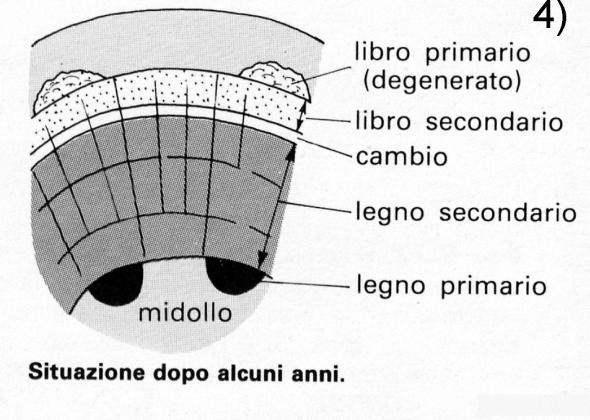 4)
libro primario
(degenerato)
libro secondario
cambio
legno secondario
legno primario
midollo
Situazione dopo alcuni anni.